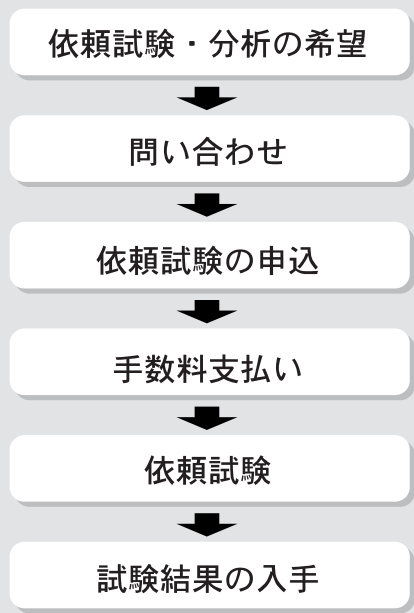 依頼試験・分析の希望
問い合わせ
依頼試験の申込
手数料支払い
依頼試験
試験結果の入手